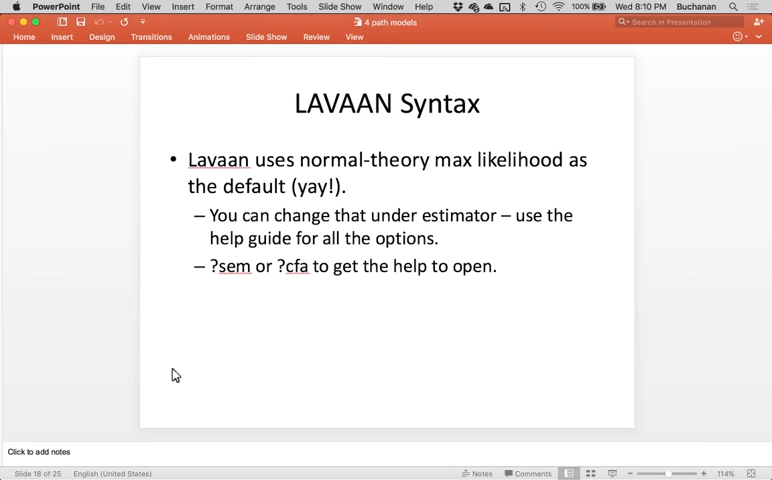 PowerPoint File Edit View Insert Format Arrange Tools Slide Show Window Help 100% Wed 8:10 PM Buchanan
4 path models Search in Presentation
Home Insert Design Transitions Animations Slide Show Review View
LAVAAN Syntax
• Lavaan uses normal-theory max likelihood as
the default (yay!).
– You can change that under estimator – use the
help guide for all the options.
– ?sem or ?cfa to get the help to open.
Click to add notes
Slide 18 of 25 English (United States) Notes Comments 114%